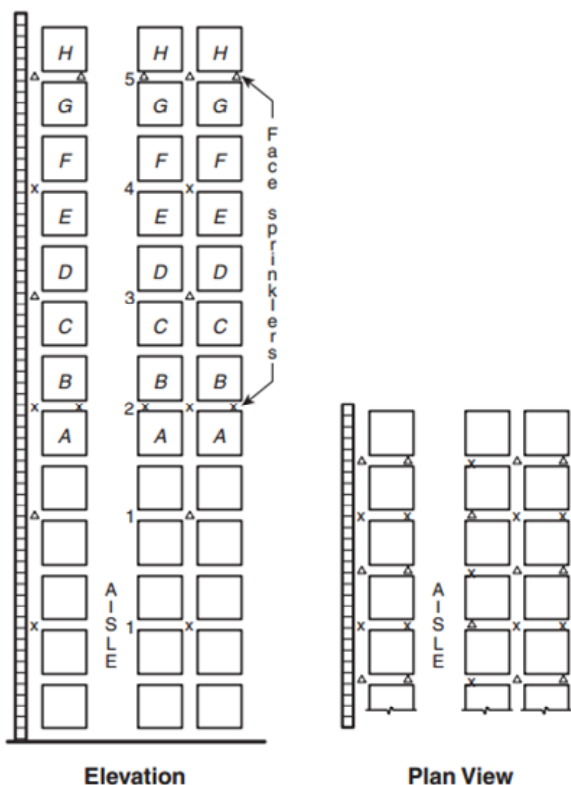 H H H
5
G G G
F F F
4
E E E
D D D
3
C C C
B B B
2
A A A
1
1
AISLE
Face sprinklers
Elevation
AISLE
Plan View